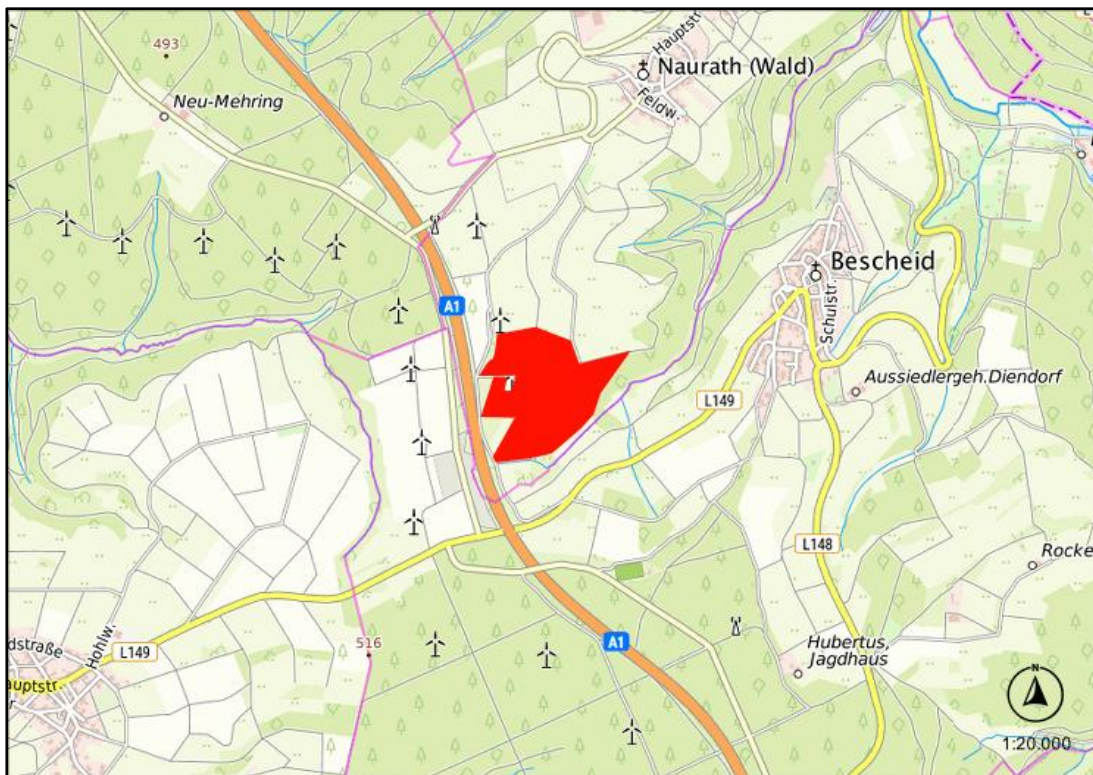 L
493
Hauptstr.
Naurath (Wald)
Feldw.
Neu-Mehring
Bescheid
Schulstr.
A1
Aussiedlergeh.Diendorf
L149
L148
Rocke
dstraße
Hohlw.
L149
516
A1
Hubertus,
Jagdhaus
auptstr.
N
1:20.000